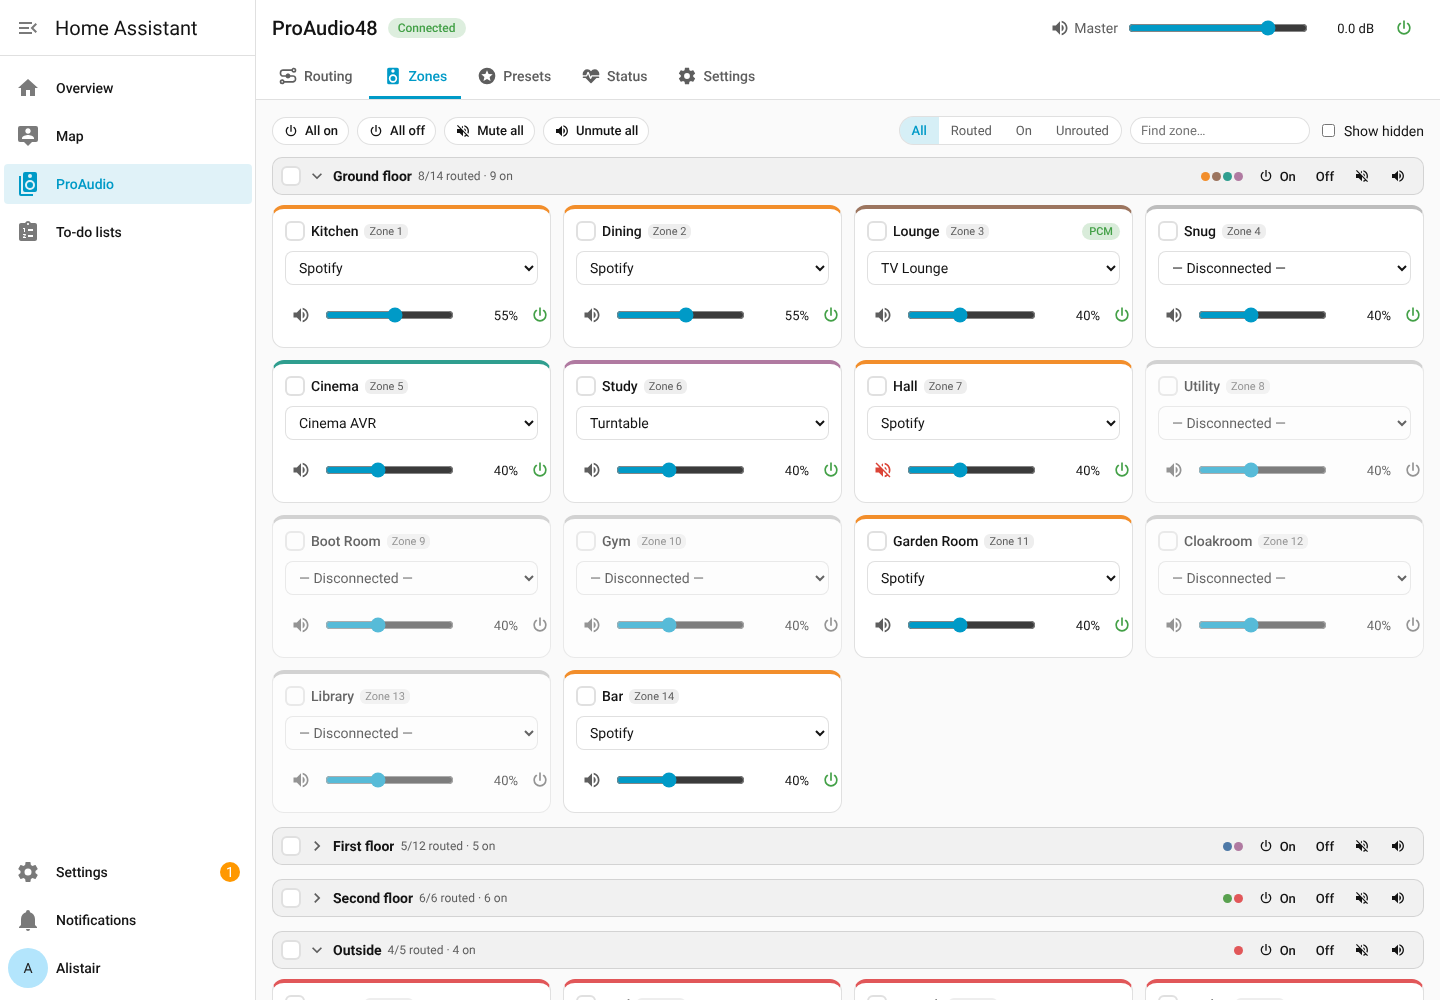 Home Assistant
Overview
Map
ProAudio
To-do lists
Settings
1
Notifications
A
Alistair
ProAudio48
Connected
Master
0.0 dB
Routing
Zones
Presets
Status
Settings
All on
All off
Mute all
Unmute all
All
Routed
On
Unrouted
Find zone...
Show hidden
Ground floor 8/14 routed · 9 on
On
Off
Kitchen Zone 1
Spotify
55%
Dining Zone 2
Spotify
55%
Lounge Zone 3 PCM
TV Lounge
40%
Snug Zone 4
— Disconnected —
40%
Cinema Zone 5
Cinema AVR
40%
Study Zone 6
Turntable
40%
Hall Zone 7
Spotify
40%
Utility Zone 8
— Disconnected —
40%
Boot Room Zone 9
— Disconnected —
40%
Gym Zone 10
— Disconnected —
40%
Garden Room Zone 11
Spotify
40%
Cloakroom Zone 12
— Disconnected —
40%
Library Zone 13
— Disconnected —
40%
Bar Zone 14
Spotify
40%
First floor 5/12 routed · 5 on
On
Off
Second floor 6/6 routed · 6 on
On
Off
Outside 4/5 routed · 4 on
On
Off